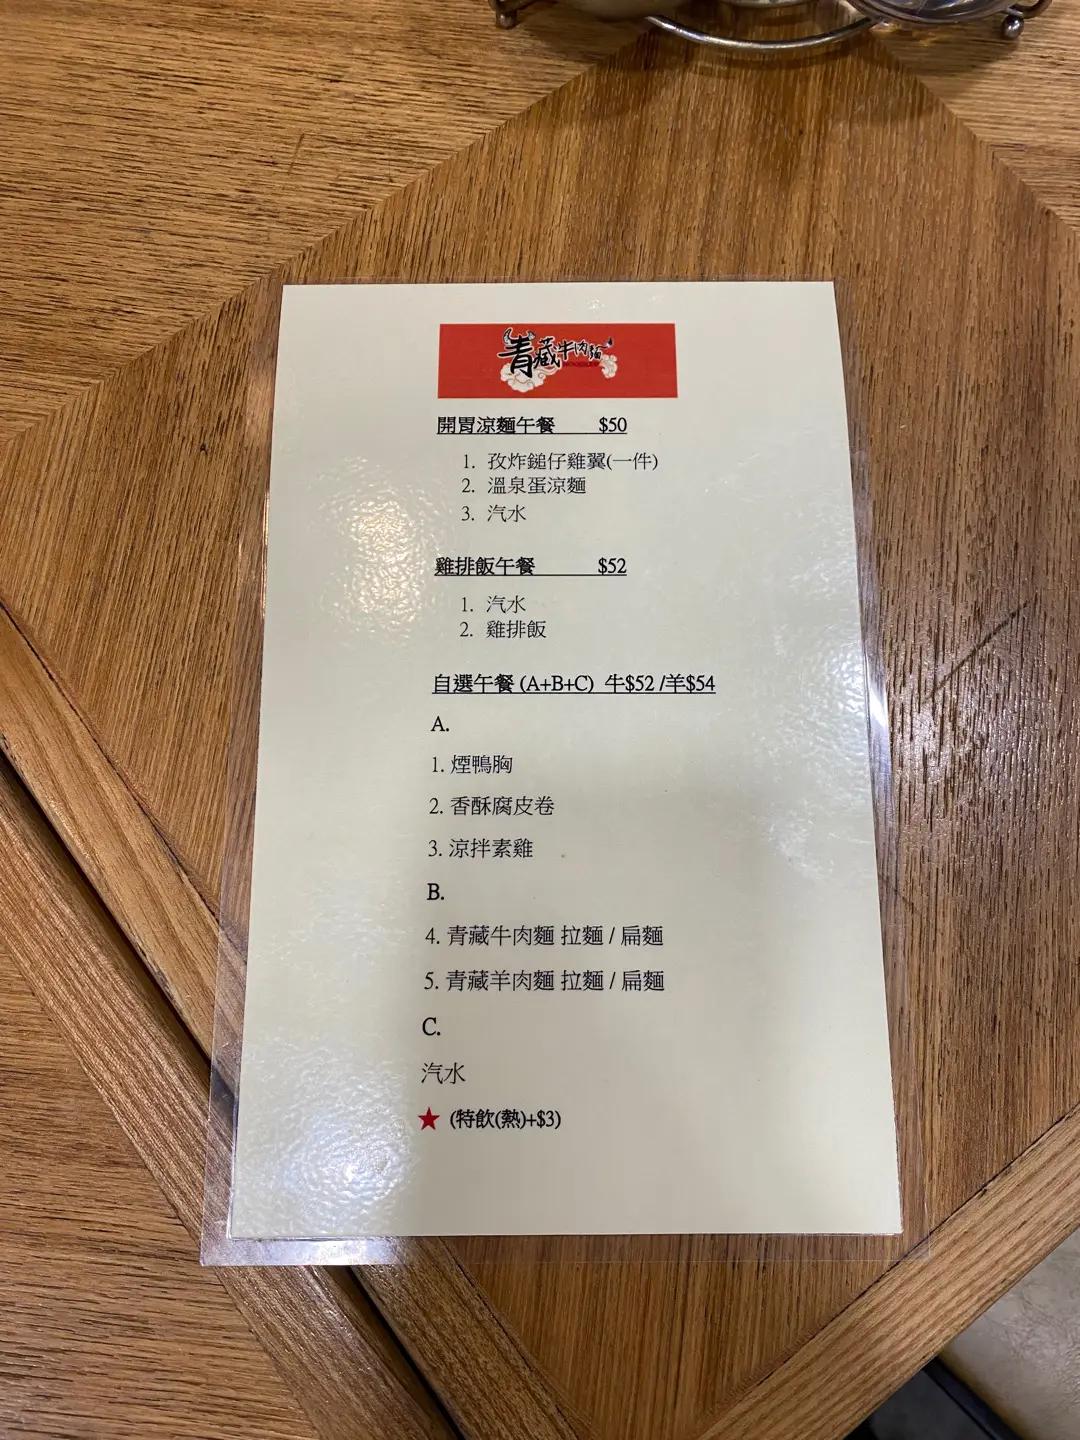 青藏牛肉麵
開胃涼麵午餐 $50
1. 孜炸鎚仔雞翼(一件)
2. 溫泉蛋涼麵
3. 汽水
雞排飯午餐 $52
1. 汽水
2. 雞排飯
自選午餐 (A+B+C) 牛$52 /羊$54
A.
1. 煙鴨胸
2. 香酥腐皮卷
3. 涼拌素雞
B.
4. 青藏牛肉麵 拉麵 / 扁麵
5. 青藏羊肉麵 拉麵 / 扁麵
C.
汽水
★ (特飲(熱)+$3)